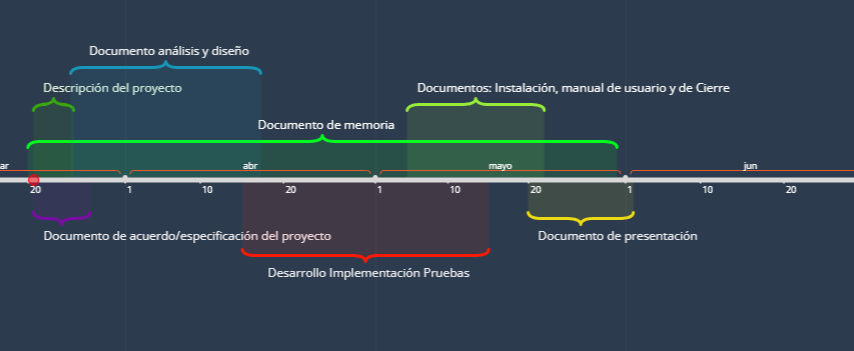 Documento análisis y diseño
Descripción del proyecto
Documentos: Instalación, manual de usuario y de Cierre
Documento de memoria
ar
abr
mayo
jun
20
1
10
20
1
10
20
1
10
20
Documento de acuerdo/especificación del proyecto
Documento de presentación
Desarrollo Implementación Pruebas